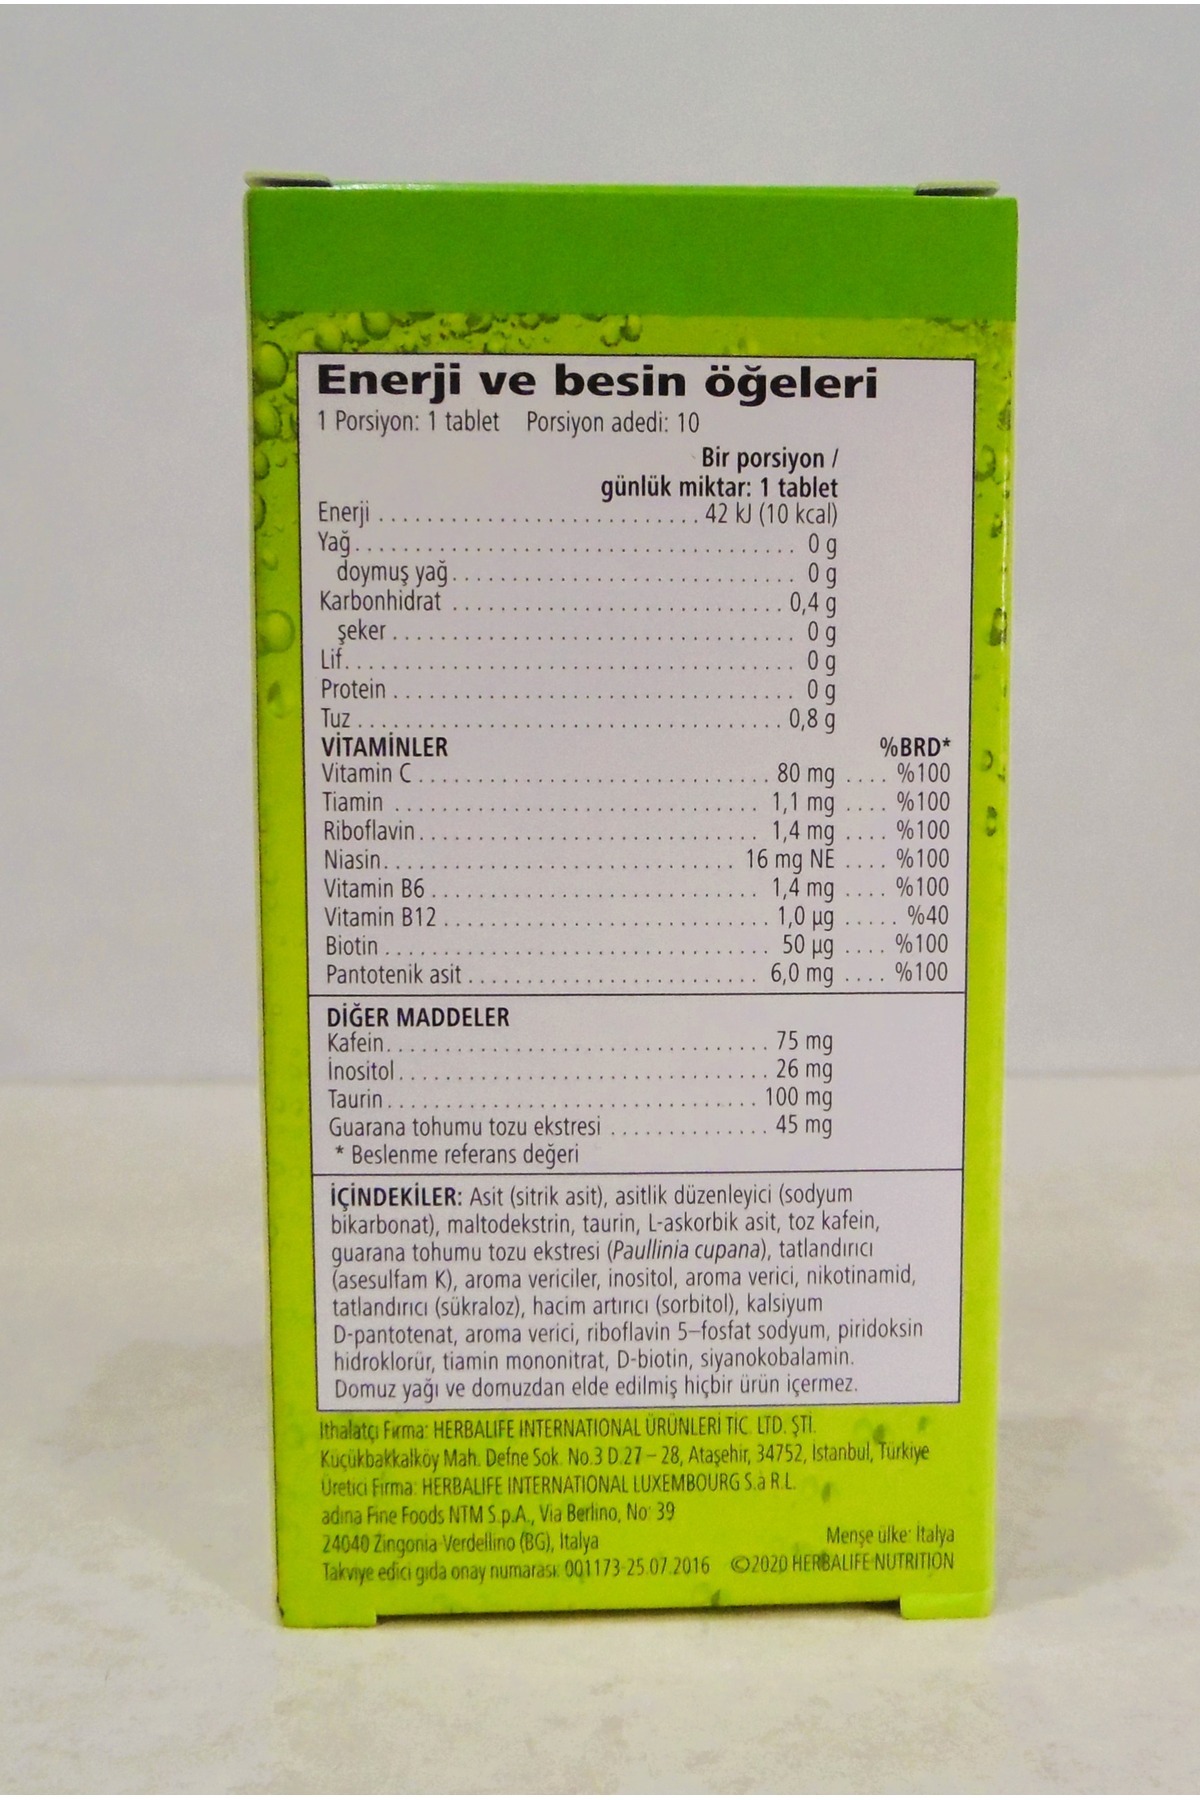 Enerji ve besin öğeleri
1 Porsiyon: 1 tablet Porsiyon adedi: 10
Bir porsiyon /
günlük miktar: 1 tablet
Enerji . . . . . . . . . . . . . . . . . . . . . . . . . . . 42 kJ (10 kcal)
Yağ . . . . . . . . . . . . . . . . . . . . . . . . . . . 0 g
doymuş yağ . . . . . . . . . . . . . . . . . . . . . . . . . . . 0 g
Karbonhidrat . . . . . . . . . . . . . . . . . . . . . . . . . . . 0,4 g
şeker . . . . . . . . . . . . . . . . . . . . . . . . . . . 0 g
Lif . . . . . . . . . . . . . . . . . . . . . . . . . . . 0 g
Protein . . . . . . . . . . . . . . . . . . . . . . . . . . . 0 g
Tuz . . . . . . . . . . . . . . . . . . . . . . . . . . . 0,8 g
VİTAMİNLER %BRD*
Vitamin C . . . . . . . . . . . . . . . . . . . . . . . . 80 mg . . . . %100
Tiamin . . . . . . . . . . . . . . . . . . . . . . . . 1,1 mg . . . . %100
Riboflavin . . . . . . . . . . . . . . . . . . . . . . . . 1,4 mg . . . . %100
Niasin . . . . . . . . . . . . . . . . . . . . . . . . 16 mg NE . . . . %100
Vitamin B6 . . . . . . . . . . . . . . . . . . . . . . . . 1,4 mg . . . . %100
Vitamin B12 . . . . . . . . . . . . . . . . . . . . . . . . 1,0 µg . . . . . %40
Biotin . . . . . . . . . . . . . . . . . . . . . . . . 50 µg . . . . %100
Pantotenik asit . . . . . . . . . . . . . . . . . . . . . . . . 6,0 mg . . . . %100
DİĞER MADDELER
Kafein . . . . . . . . . . . . . . . . . . . . . . . . 75 mg
İnositol . . . . . . . . . . . . . . . . . . . . . . . . 26 mg
Taurin . . . . . . . . . . . . . . . . . . . . . . . . 100 mg
Guarana tohumu tozu ekstresi . . . . . . . . . . . . . . 45 mg
* Beslenme referans değeri
İÇİNDEKİLER: Asit (sitrik asit), asitlik düzenleyici (sodyum
bikarbonat), maltodekstrin, taurin, L-askorbik asit, toz kafein,
guarana tohumu tozu ekstresi (Paullinia cupana), tatlandırıcı
(asesulfam K), aroma vericiler, inositol, aroma verici, nikotinamid,
tatlandırıcı (sükraloz), hacim artırıcı (sorbitol), kalsiyum
D-pantotenat, aroma verici, riboflavin 5–fosfat sodyum, piridoksin
hidroklorür, tiamin mononitrat, D-biotin, siyanokobalamin.
Domuz yağı ve domuzdan elde edilmiş hiçbir ürün içermez.
İthalatçı Firma: HERBALIFE INTERNATIONAL ÜRÜNLERİ TİC. LTD. ŞTİ.
Küçükbakkalköy Mah. Defne Sok. No.3 D.27 – 28, Ataşehir, 34752, İstanbul, Türkiye
Üretici Firma: HERBALIFE INTERNATIONAL LUXEMBOURG S.à R.L.
adına Fine Foods NTM S.p.A., Via Berlino, No: 39
24040 Zingonia-Verdellino (BG), İtalya Menşe ülke: İtalya
Takviye edici gıda onay numarası: 001173-25.07.2016 ©2020 HERBALIFE NUTRITION